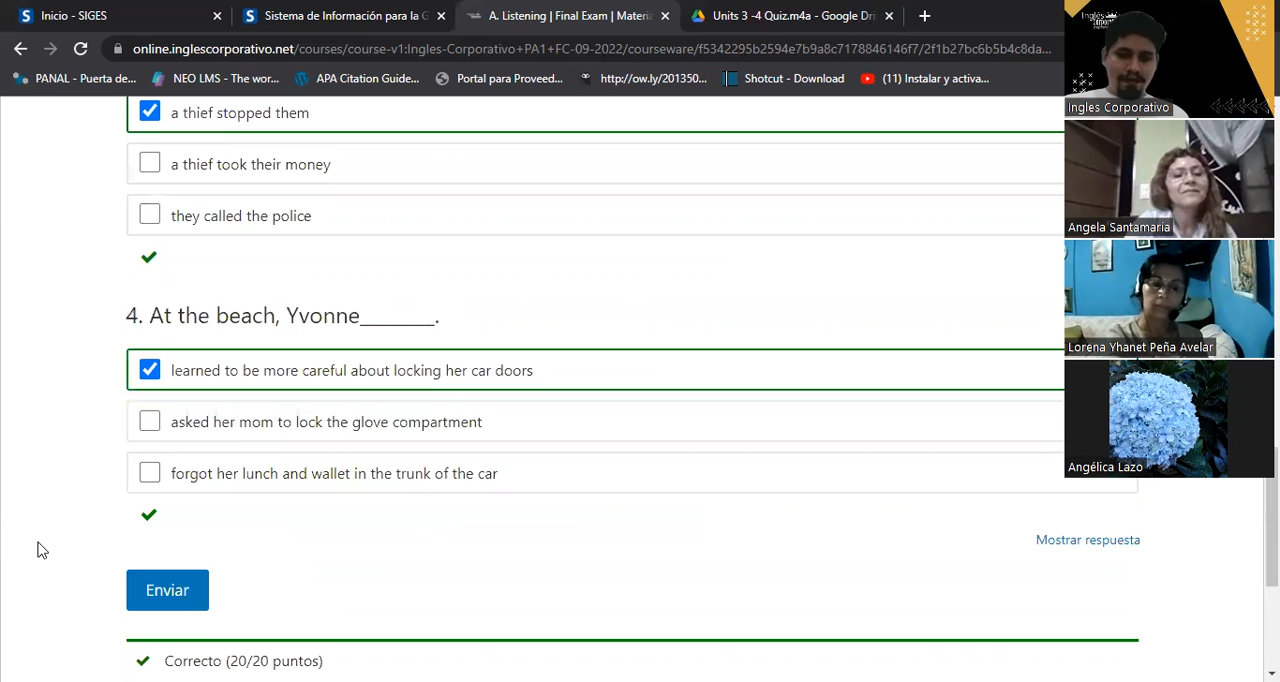 Inicio - SIGES
Sistema de Información para la G
A. Listening | Final Exam | Materia
Units 3 -4 Quiz.m4a - Google Dri
online.inglescorporativo.net/courses/course-v1:Ingles-Corporativo+PA1+FC-09-2022/courseware/f5342295b2594e7b9a8c7178846146f7/2f1b27bc6b5b4c8da...
PANAL - Puerta de...
NEO LMS - The wor...
APA Citation Guide...
Portal para Proveed...
http://ow.ly/201350...
Shotcut - Download
(11) Instalar y activa...
a thief stopped them
a thief took their money
they called the police
4. At the beach, Yvonne________.
learned to be more careful about locking her car doors
asked her mom to lock the glove compartment
forgot her lunch and wallet in the trunk of the car
Mostrar respuesta
Enviar
Correcto (20/20 puntos)
Ingles Corporativo
Angela Santamaria
Lorena Yhanet Peña Avelar
Angélica Lazo